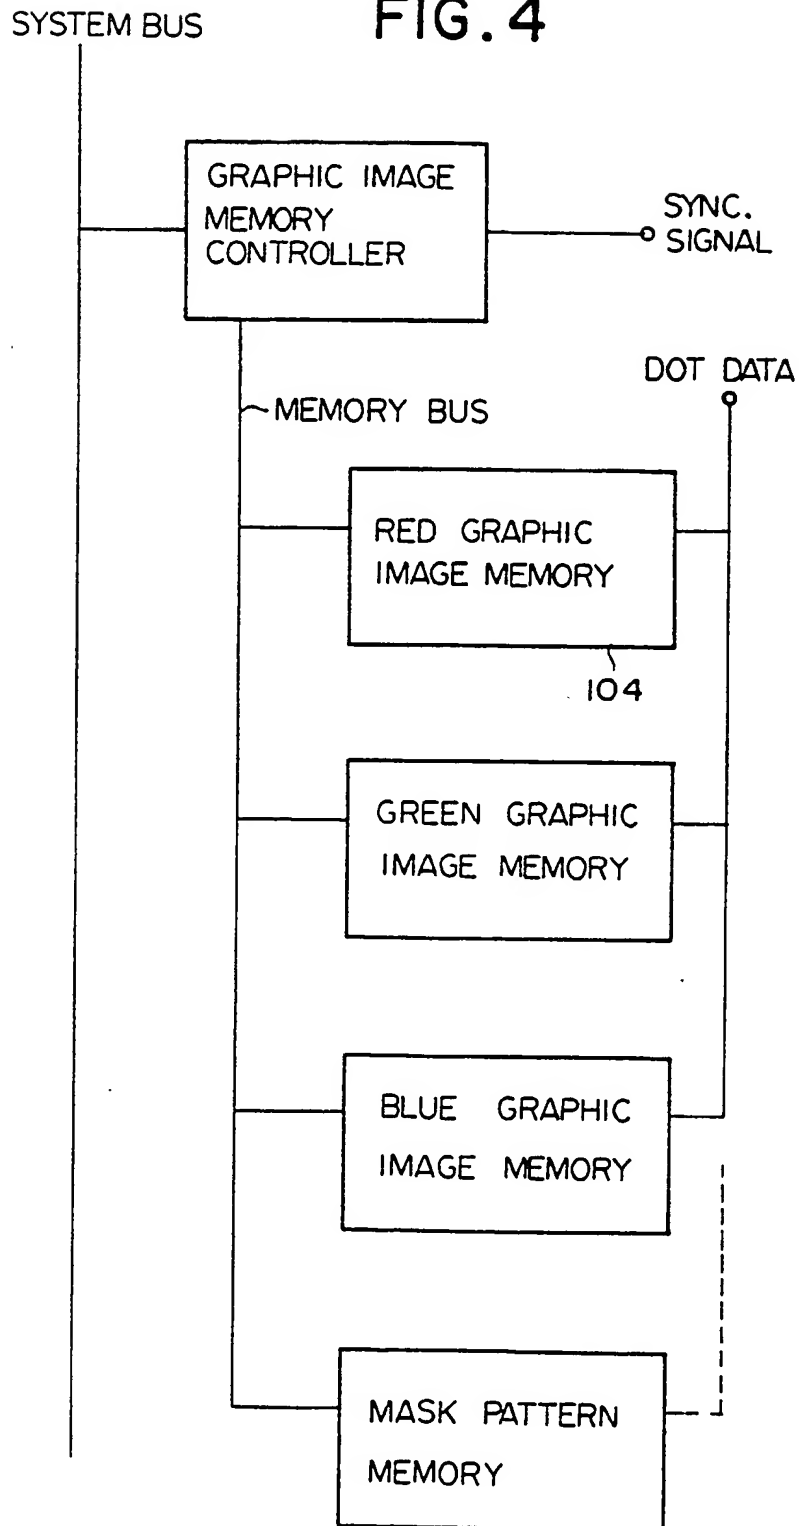 SYSTEM BUS
FIG. 4
GRAPHIC IMAGE
MEMORY
CONTROLLER
SYNC.
SIGNAL
DOT DATA
MEMORY BUS
RED GRAPHIC
IMAGE MEMORY
104
GREEN GRAPHIC
IMAGE MEMORY
BLUE GRAPHIC
IMAGE MEMORY
MASK PATTERN
MEMORY